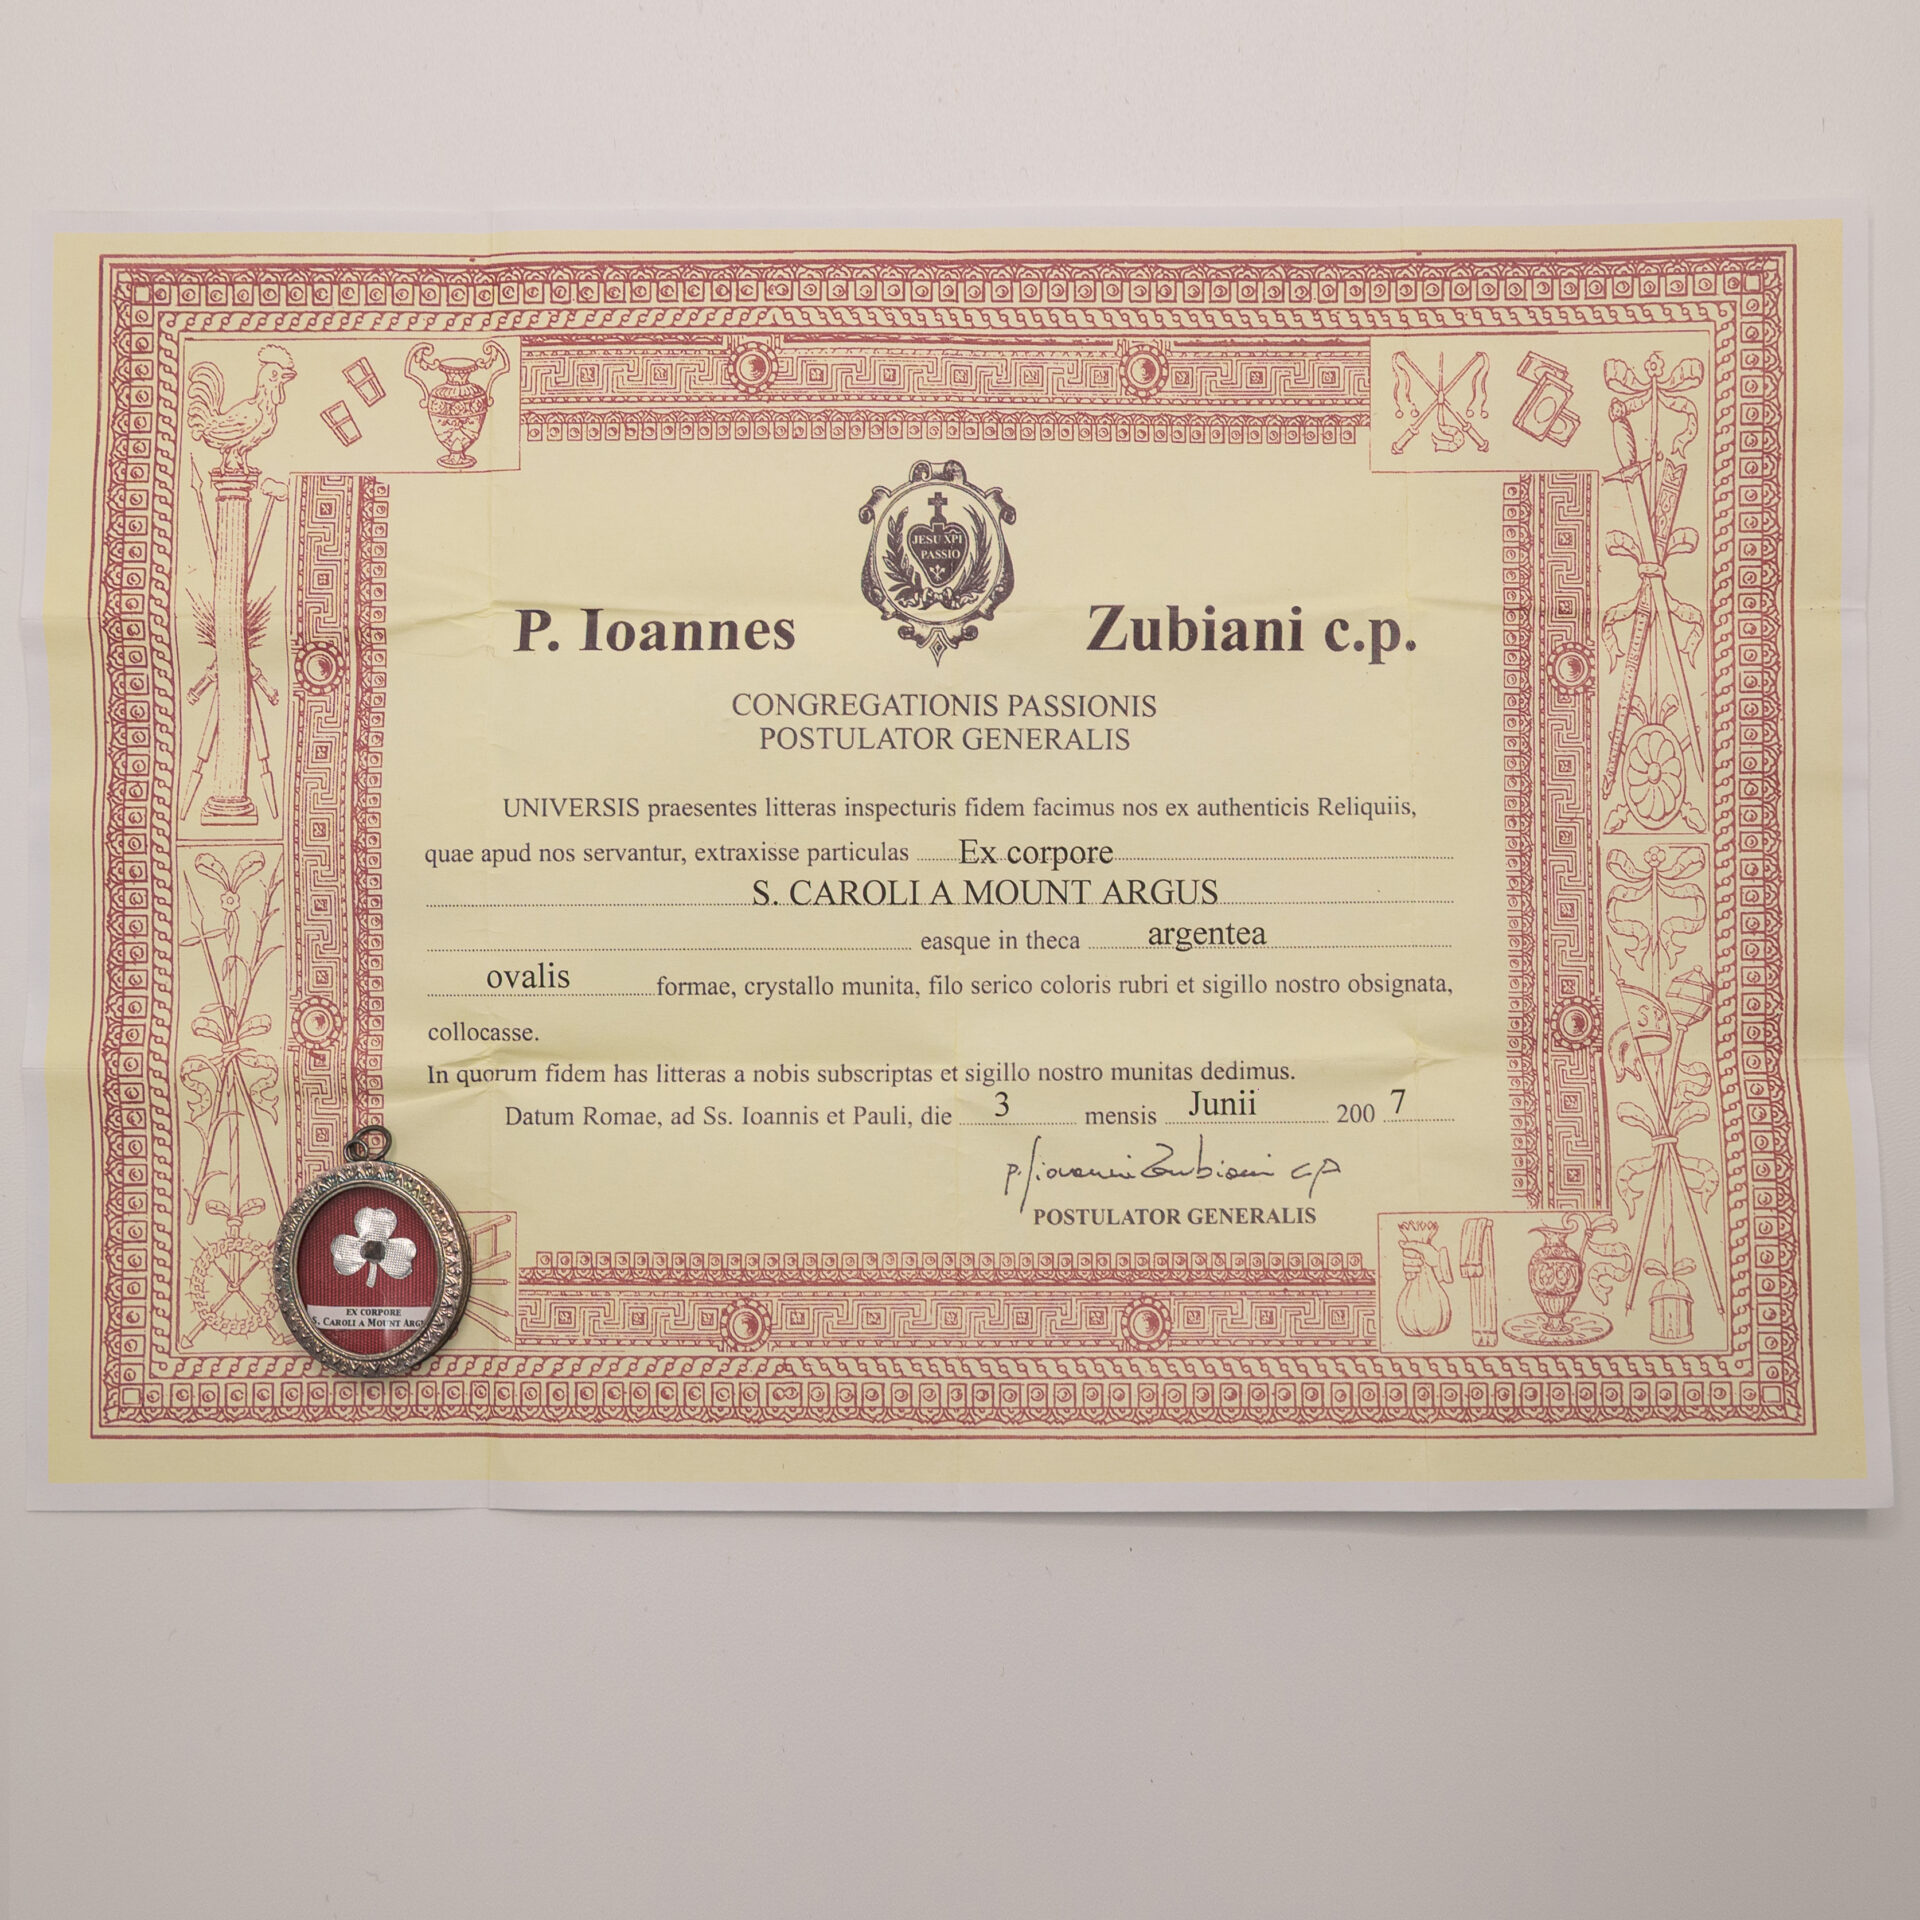 JESU XPI
PASSIO
P. Ioannes Zubiani c.p.
CONGREGATIONIS PASSIONIS
POSTULATOR GENERALIS
UNIVERSIS praesentes litteras inspecturis fidem facimus nos ex authenticis Reliquiis,
quae apud nos servantur, extraxisse particulas Ex corpore
S. CAROLI A MOUNT ARGUS
easque in theca argentea
ovalis formae, crystallo munita, filo serico coloris rubri et sigillo nostro obsignata,
collocasse.
In quorum fidem has litteras a nobis subscriptas et sigillo nostro munitas dedimus.
Datum Romae, ad Ss. Ioannis et Pauli, die 3 mensis Junii 2007
P. Giovanni Zubiani CP
POSTULATOR GENERALIS
EX CORPORE
S. CAROLI A MOUNT ARGU